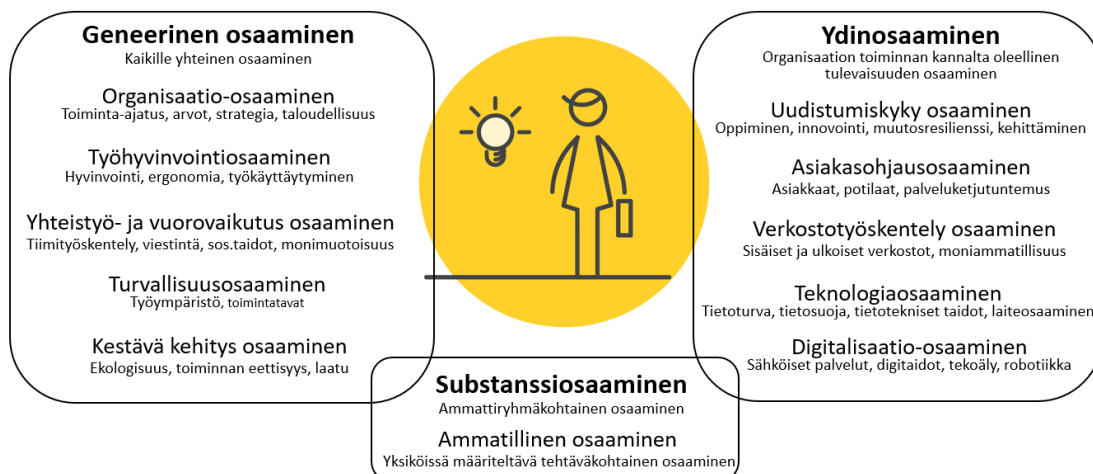 Geneerinen osaaminen
Kaikille yhteinen osaaminen
Organisaatio-osaaminen
Toiminta-ajatus, arvot, strategia, taloudellisuus
Työhyvinvointiosaaminen
Hyvinvointi, ergonomia, työkäyttäytyminen
Yhteistyö- ja vuorovaikutus osaaminen
Tiimityöskentely, viestintä, sos.taidot, monimuotoisuus
Turvallisuusosaaminen
Työympäristö, toimintatavat
Kestävä kehitys osaaminen
Ekologisuus, toiminnan eettisyys, laatu
Substanssiosaaminen
Ammattiryhmäkohtainen osaaminen
Ammatillinen osaaminen
Yksiköissä määriteltävä tehtäväkohtainen osaaminen
Ydinosaaminen
Organisaation toiminnan kannalta oleellinen
tulevaisuuden osaaminen
Uudistumiskyky osaaminen
Oppiminen, innovointi, muutosresilienssi, kehittäminen
Asiakasohjausosaaminen
Asiakkaat, potilaat, palveluketjutuntemus
Verkostotyöskentely osaaminen
Sisäiset ja ulkoiset verkostot, moniammatillisuus
Teknologiaosaaminen
Tietoturva, tietosuoja, tietotekniset taidot, laiteosaaminen
Digitalisaatio-osaaminen
Sähköiset palvelut, digitaidot, tekoäly, robotiikka